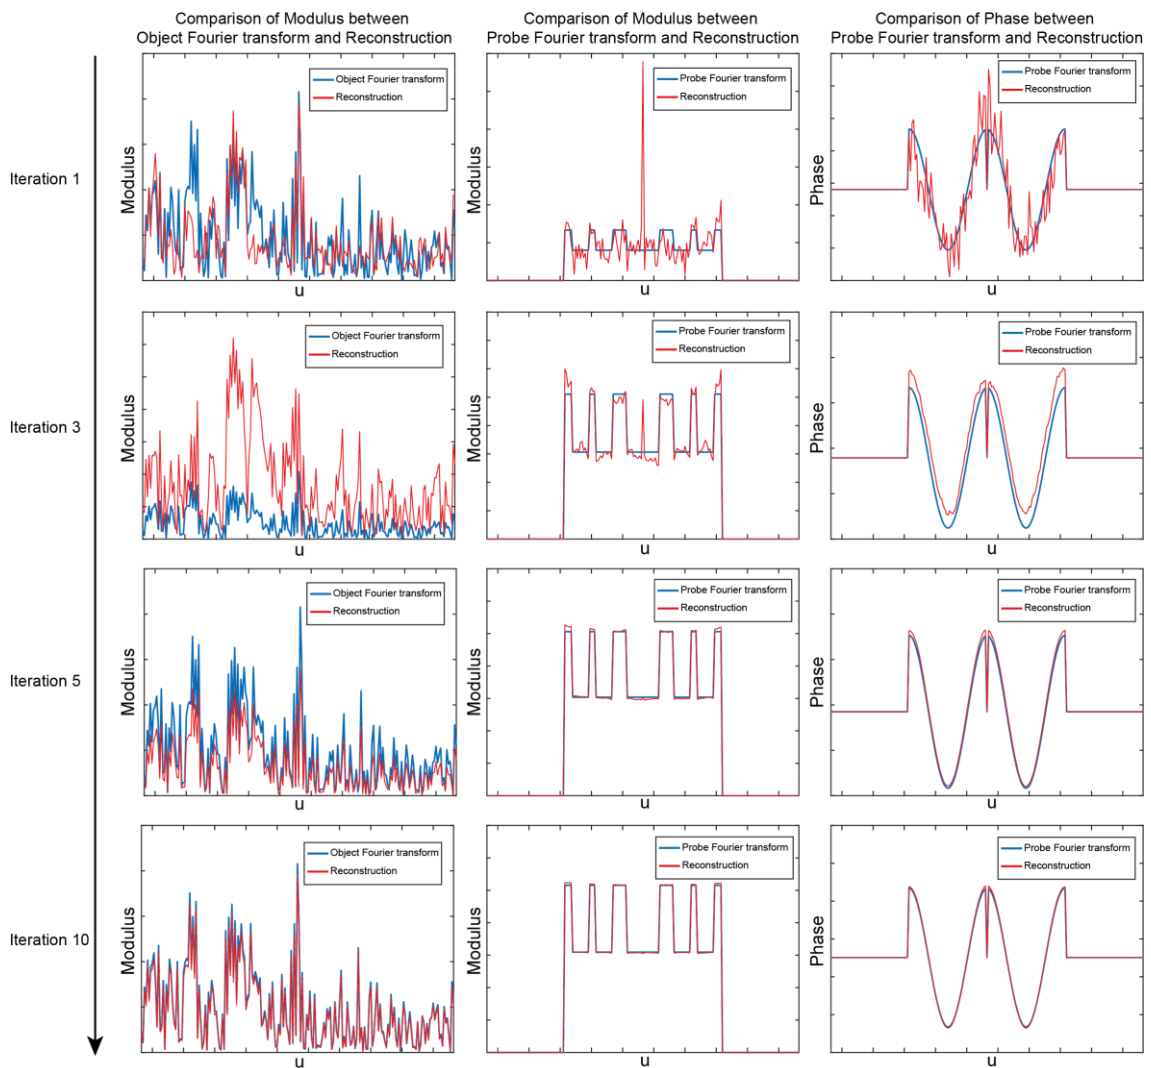 Comparison of Modulus between
Object Fourier transform and Reconstruction
Comparison of Modulus between
Probe Fourier transform and Reconstruction
Comparison of Phase between
Probe Fourier transform and Reconstruction
Iteration 1
Modulus
Object Fourier transform
Reconstruction
u
Modulus
Probe Fourier transform
Reconstruction
u
Phase
Probe Fourier transform
Reconstruction
u
Iteration 3
Modulus
Object Fourier transform
Reconstruction
u
Modulus
Probe Fourier transform
Reconstruction
u
Phase
Probe Fourier transform
Reconstruction
u
Iteration 5
Modulus
Object Fourier transform
Reconstruction
u
Modulus
Probe Fourier transform
Reconstruction
u
Phase
Probe Fourier transform
Reconstruction
u
Iteration 10
Modulus
Object Fourier transform
Reconstruction
u
Modulus
Probe Fourier transform
Reconstruction
u
Phase
Probe Fourier transform
Reconstruction
u